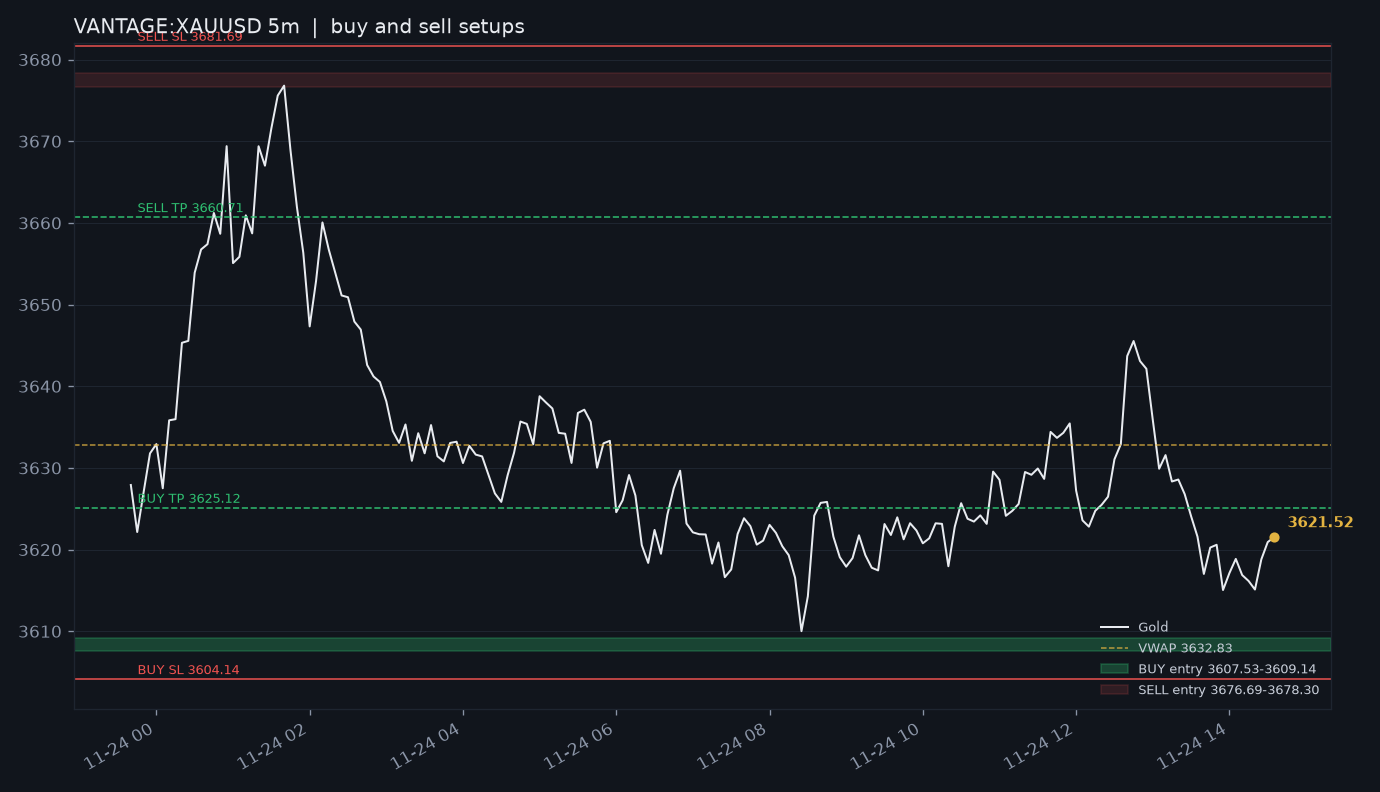 VANTAGE:XAUUSD 5m | buy and sell setups
SELL SL 3681.69
3680
3670
SELL TP 3660.71
3660
3650
3640
3630
BUY TP 3625.12
3621.52
3620
3610
Gold
VWAP 3632.83
BUY SL 3604.14
BUY entry 3607.53-3609.14
SELL entry 3676.69-3678.30
11-24 00
11-24 02
11-24 04
11-24 06
11-24 08
11-24 10
11-24 12
11-24 14